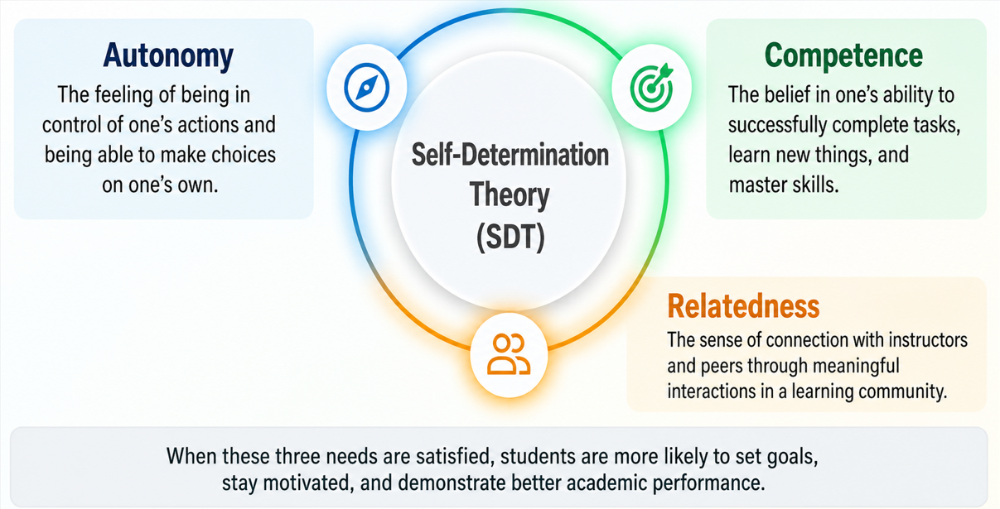 Autonomy
The feeling of being in
control of one’s actions and
being able to make choices
on one’s own.
Self-Determination
Theory
(SDT)
Competence
The belief in one’s ability to
successfully complete tasks,
learn new things, and
master skills.
Relatedness
The sense of connection with instructors
and peers through meaningful
interactions in a learning community.
When these three needs are satisfied, students are more likely to set goals,
stay motivated, and demonstrate better academic performance.